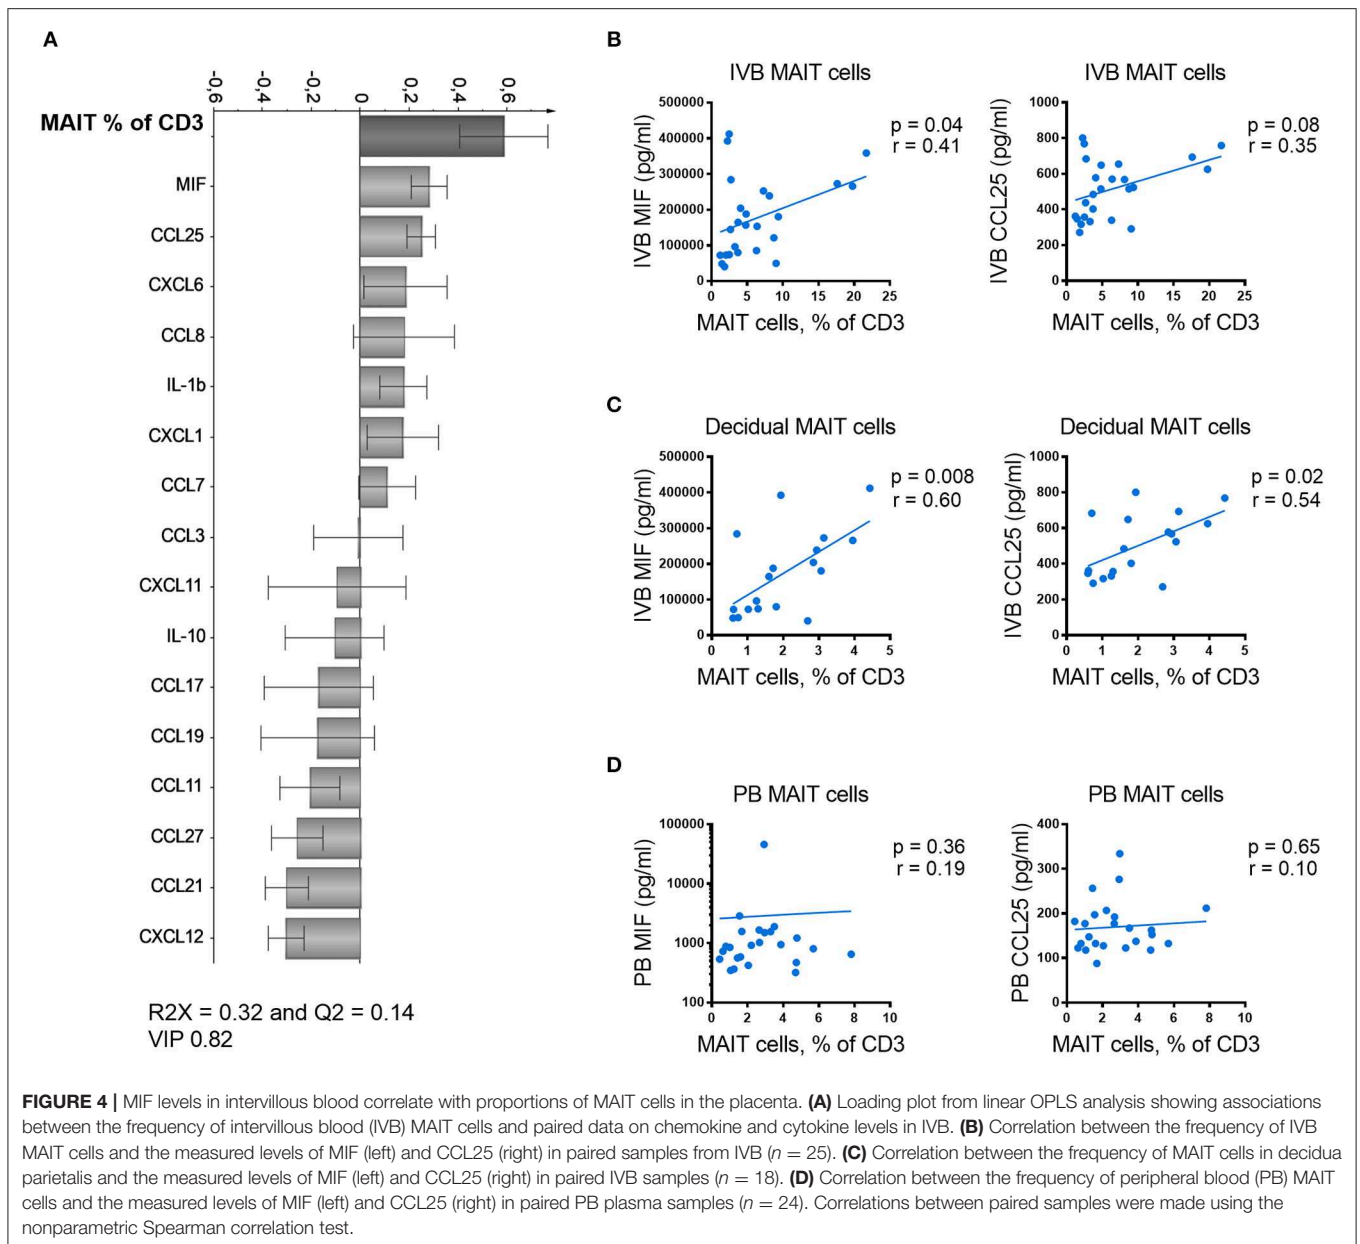 A
-0,6
-0,4
-0,2
0
0,2
0,4
0,6
MAIT % of CD3
MIF
CCL25
CXCL6
CCL8
IL-1b
CXCL1
CCL7
CCL3
CXCL11
IL-10
CCL17
CCL19
CCL11
CCL27
CCL21
CXCL12
R2X = 0.32 and Q2 = 0.14
VIP 0.82
B
IVB MAIT cells
p = 0.04
r = 0.41
IVB MIF (pg/ml)
500000
400000
300000
200000
100000
0
0 5 10 15 20 25
MAIT cells, % of CD3
IVB MAIT cells
p = 0.08
r = 0.35
IVB CCL25 (pg/ml)
1000
800
600
400
200
0
0 5 10 15 20 25
MAIT cells, % of CD3
C
Decidual MAIT cells
p = 0.008
r = 0.60
IVB MIF (pg/ml)
500000
400000
300000
200000
100000
0
0 1 2 3 4 5
MAIT cells, % of CD3
Decidual MAIT cells
p = 0.02
r = 0.54
IVB CCL25 (pg/ml)
1000
800
600
400
200
0
0 1 2 3 4 5
MAIT cells, % of CD3
D
PB MAIT cells
p = 0.36
r = 0.19
PB MIF (pg/ml)
100000
10000
1000
100
0 2 4 6 8 10
MAIT cells, % of CD3
PB MAIT cells
p = 0.65
r = 0.10
PB CCL25 (pg/ml)
400
300
200
100
0
0 2 4 6 8 10
MAIT cells, % of CD3
FIGURE 4 | MIF levels in intervillous blood correlate with proportions of MAIT cells in the placenta. (A) Loading plot from linear OPLS analysis showing associations
between the frequency of intervillous blood (IVB) MAIT cells and paired data on chemokine and cytokine levels in IVB. (B) Correlation between the frequency of IVB
MAIT cells and the measured levels of MIF (left) and CCL25 (right) in paired samples from IVB (n = 25). (C) Correlation between the frequency of MAIT cells in decidua
parietalis and the measured levels of MIF (left) and CCL25 (right) in paired IVB samples (n = 18). (D) Correlation between the frequency of peripheral blood (PB) MAIT
cells and the measured levels of MIF (left) and CCL25 (right) in paired PB plasma samples (n = 24). Correlations between paired samples were made using the
nonparametric Spearman correlation test.